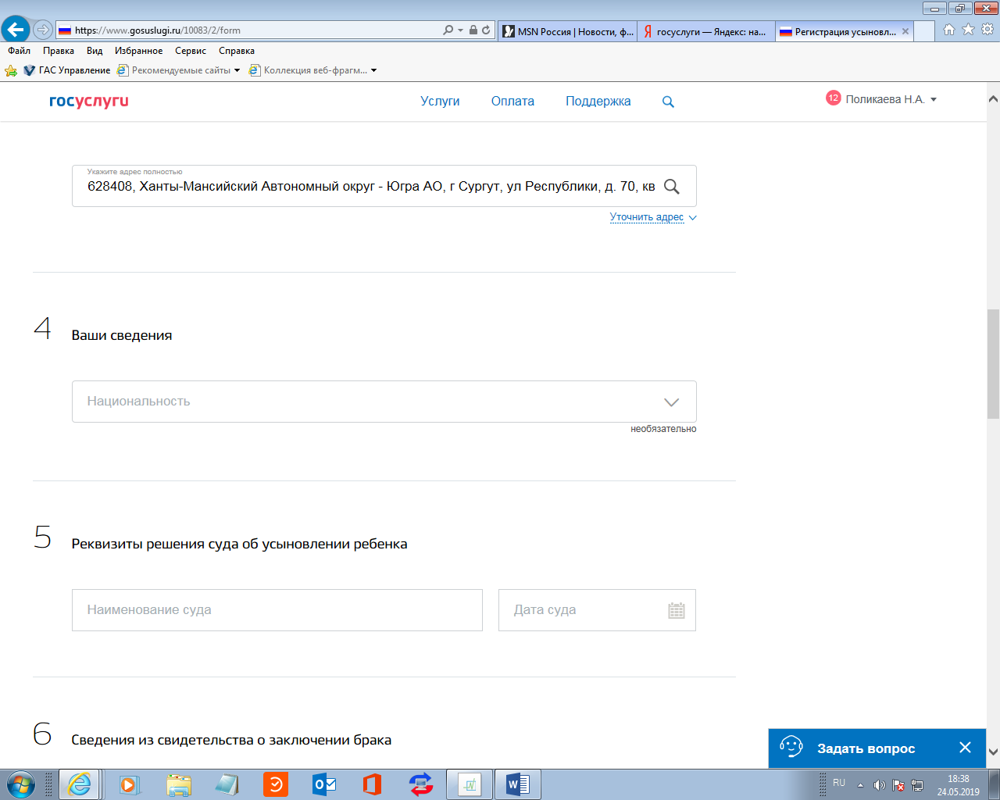 https://www.gosuslugi.ru/10083/2/form
MSN Россия | Новости, ф...
госуслуги — Яндекс: на...
Регистрация усыновл...
Файл Правка Вид Избранное Сервис Справка
ГАС Управление Рекомендуемые сайты Коллекция веб-фрагм...
госуслуги
Услуги Оплата Поддержка
12 Поликаева Н.А.
Укажите адрес полностью
628408, Ханты-Мансийский Автономный округ - Югра АО, г Сургут, ул Республики, д. 70, кв
Уточнить адрес
4 Ваши сведения
Национальность
необязательно
5 Реквизиты решения суда об усыновлении ребенка
Наименование суда Дата суда
6 Сведения из свидетельства о заключении брака
Задать вопрос
RU 18:38
24.05.2019